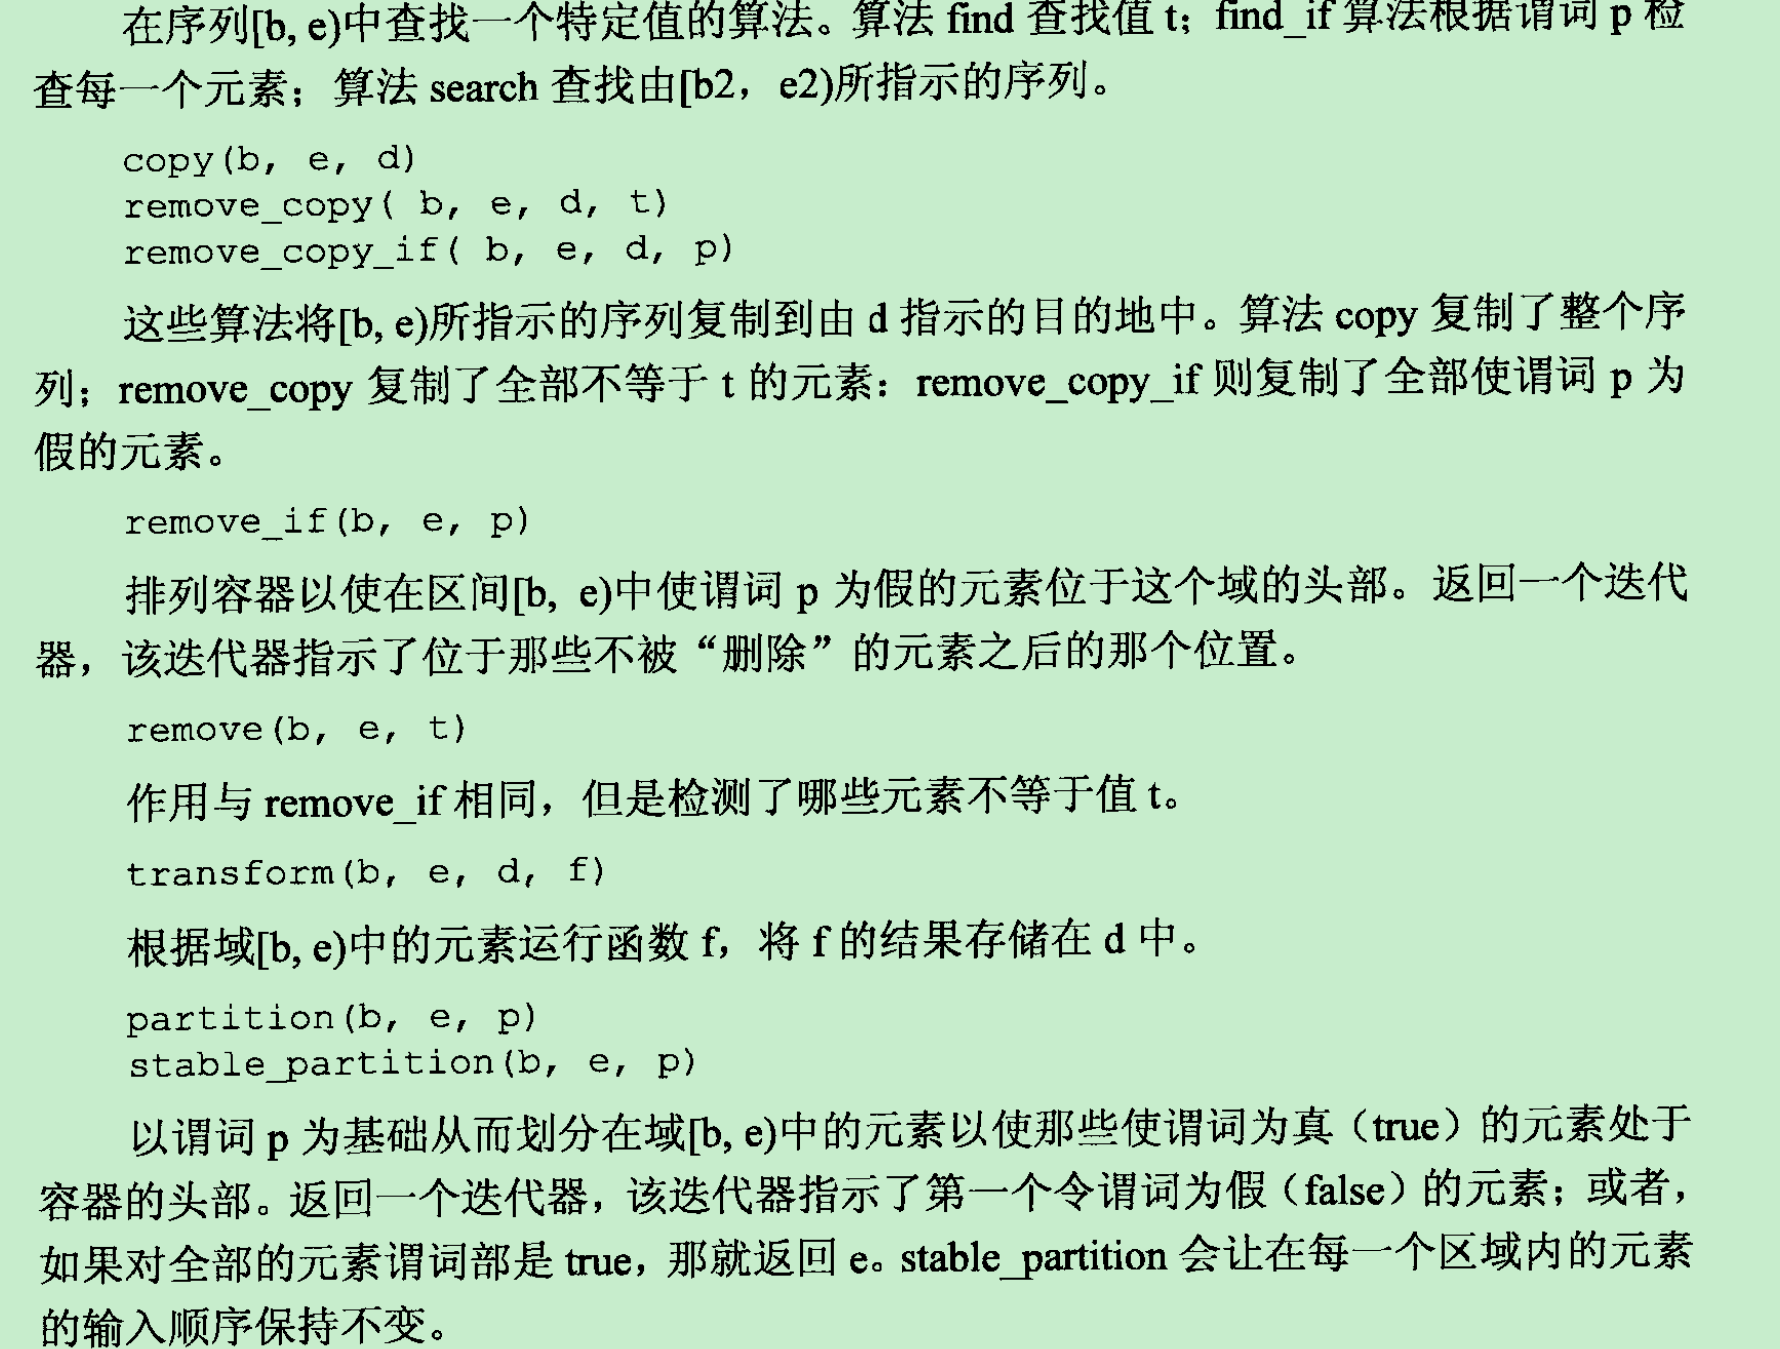 在序列[b, e)中查找一个特定值的算法。算法 find 查找值 t；find_if 算法根据谓词 p 检
查每一个元素；算法 search 查找由[b2，e2)所指示的序列。
copy(b, e, d)
remove_copy( b, e, d, t)
remove_copy_if( b, e, d, p)
这些算法将[b, e)所指示的序列复制到由 d 指示的目的地中。算法 copy 复制了整个序
列；remove_copy 复制了全部不等于 t 的元素：remove_copy_if 则复制了全部使谓词 p 为
假的元素。
remove_if(b, e, p)
排列容器以使在区间[b, e)中使谓词 p 为假的元素位于这个域的头部。返回一个迭代
器，该迭代器指示了位于那些不被“删除”的元素之后的那个位置。
remove(b, e, t)
作用与 remove_if 相同，但是检测了哪些元素不等于值 t。
transform(b, e, d, f)
根据域[b, e)中的元素运行函数 f，将 f 的结果存储在 d 中。
partition(b, e, p)
stable_partition(b, e, p)
以谓词 p 为基础从而划分在域[b, e)中的元素以使那些使谓词为真（true）的元素处于
容器的头部。返回一个迭代器，该迭代器指示了第一个令谓词为假（false）的元素；或者，
如果对全部的元素谓词部是 true，那就返回 e。stable_partition 会让在每一个区域内的元素
的输入顺序保持不变。